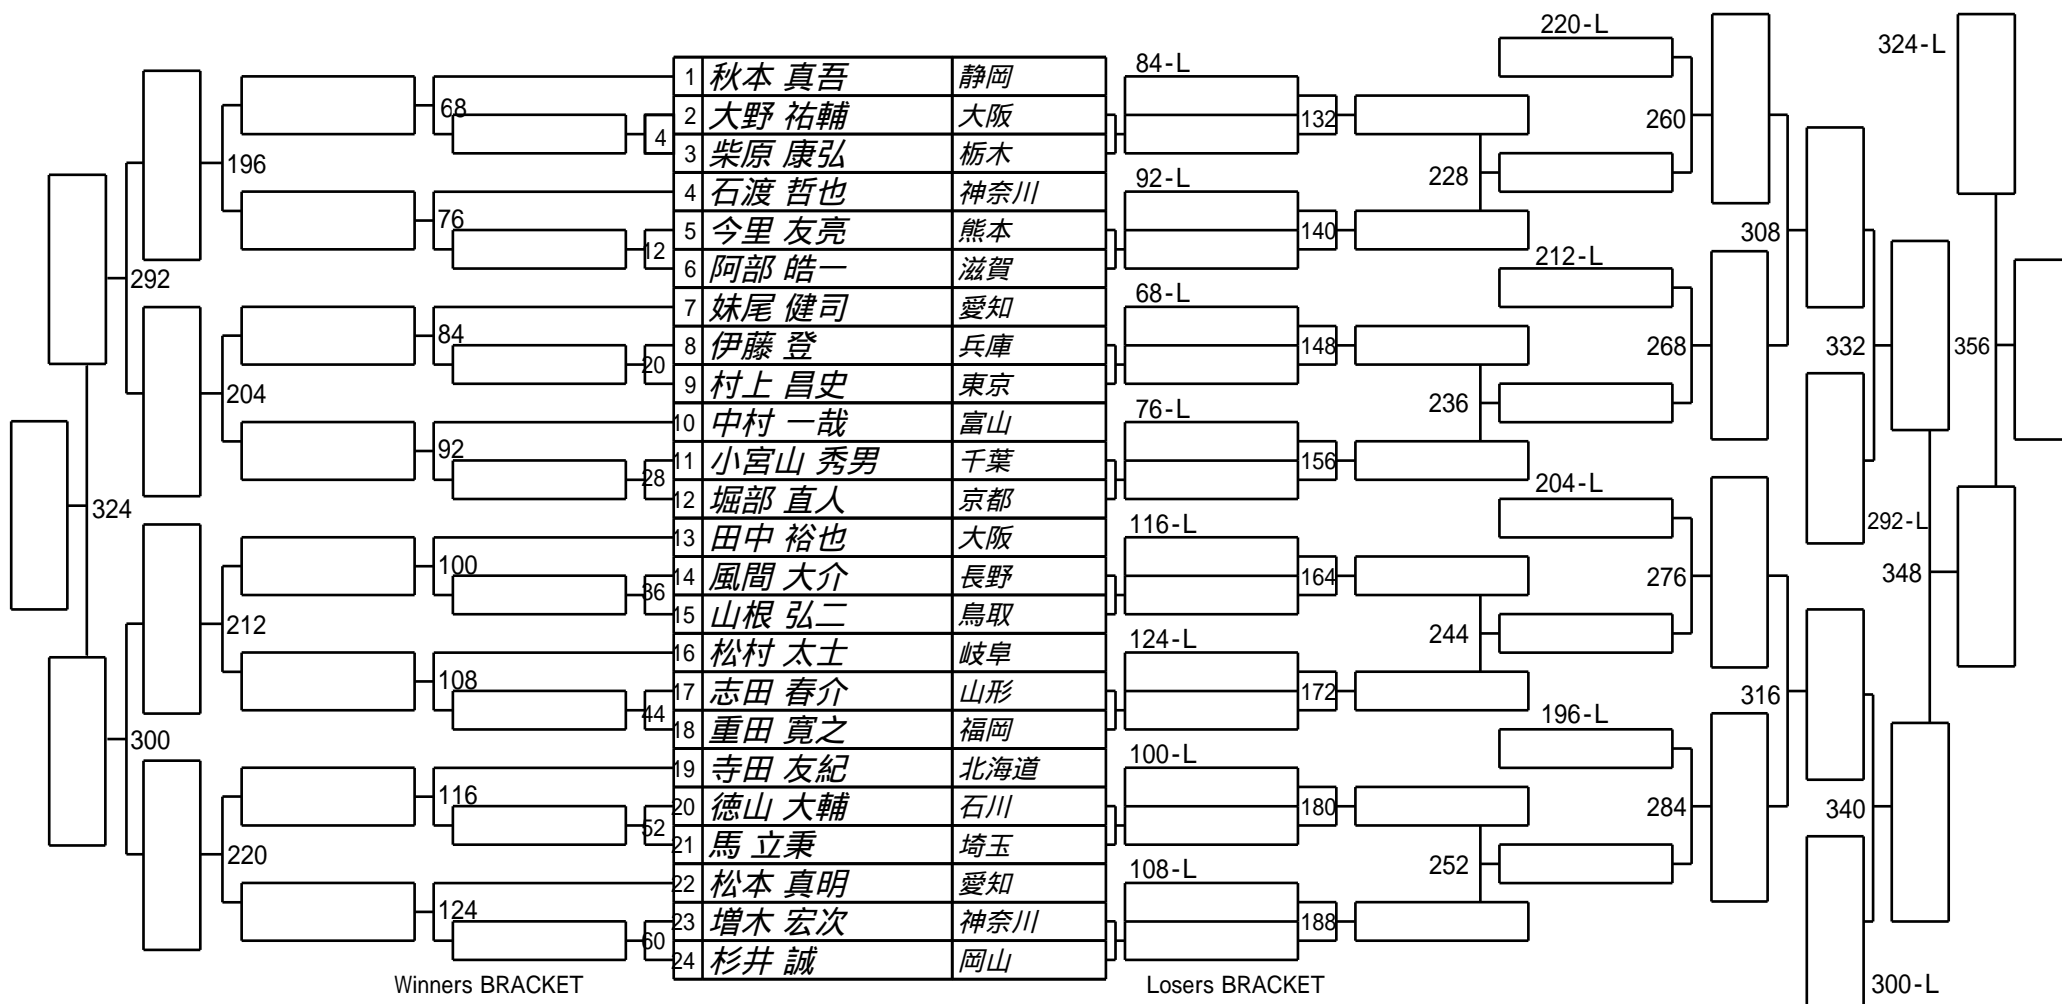 220-L
324-L
84-L
1 秋本 真吾 静岡
68
2 大野 祐輔 大阪
132
260
4
3 柴原 康弘 栃木
196
228
92-L
4 石渡 哲也 神奈川
76
5 今里 友亮 熊本
140
308
12
6 阿部 皓一 滋賀
212-L
292
68-L
7 妹尾 健司 愛知
84
8 伊藤 登 兵庫
148
268
332
356
20
9 村上 昌史 東京
204
236
76-L
10 中村 一哉 富山
92
11 小宮山 秀男 千葉
156
28
12 堀部 直人 京都
204-L
324
292-L
116-L
13 田中 裕也 大阪
100
14 風間 大介 長野
164
276
348
36
15 山根 弘二 鳥取
212
244
124-L
16 松村 太士 岐阜
108
17 志田 春介 山形
172
316
44
18 重田 寛之 福岡
196-L
300
100-L
19 寺田 友紀 北海道
116
20 徳山 大輔 石川
180
284
340
52
21 馬 立秉 埼玉
220
252
108-L
22 松本 真明 愛知
124
23 増木 宏次 神奈川
188
60
24 杉井 誠 岡山
Winners BRACKET
Losers BRACKET
300-L